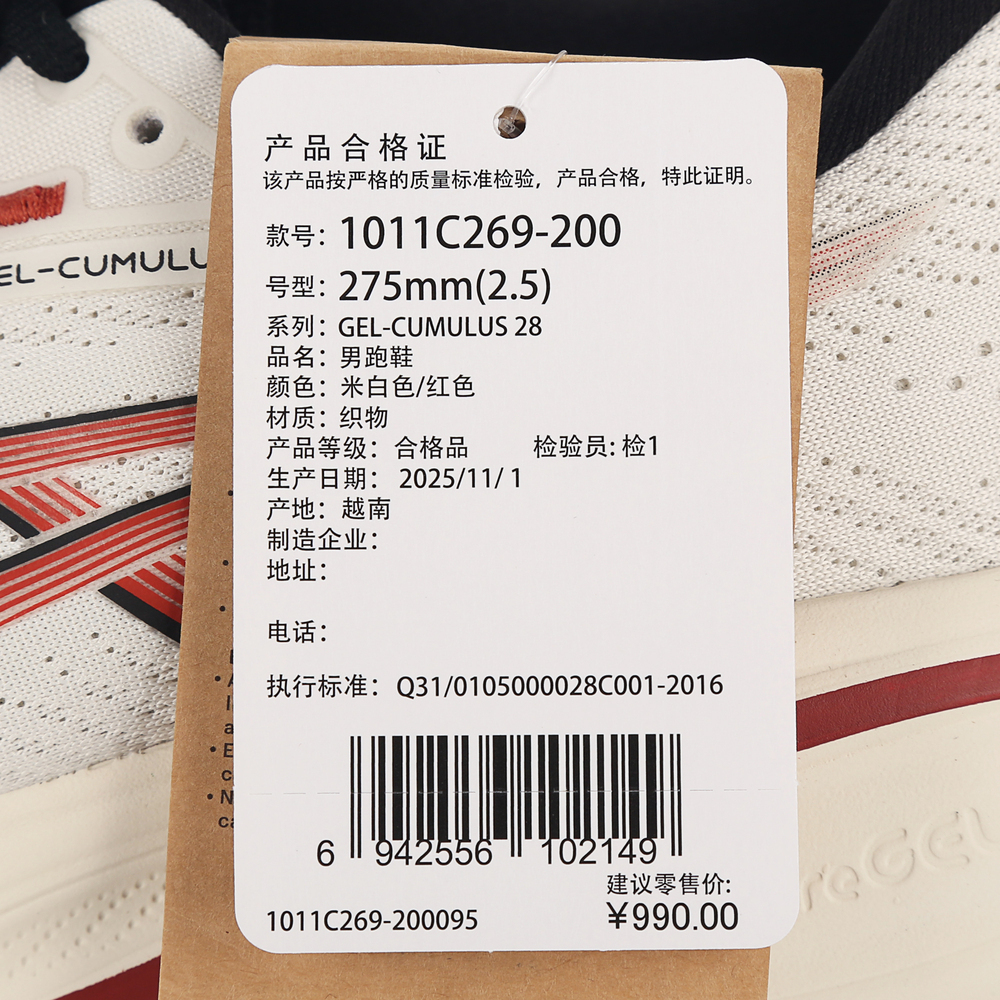 产品合格证
该产品按严格的质量标准检验，产品合格，特此证明。
款号：1011C269-200
号型：275mm(2.5)
系列：GEL-CUMULUS 28
品名：男跑鞋
颜色：米白色/红色
材质：织物
产品等级：合格品 检验员：检1
生产日期：2025/11/ 1
产地：越南
制造企业：
地址：
电话：
执行标准：Q31/0105000028C001-2016
6 942556 102149
建议零售价:
1011C269-200095 ¥990.00
EL-CUMULU